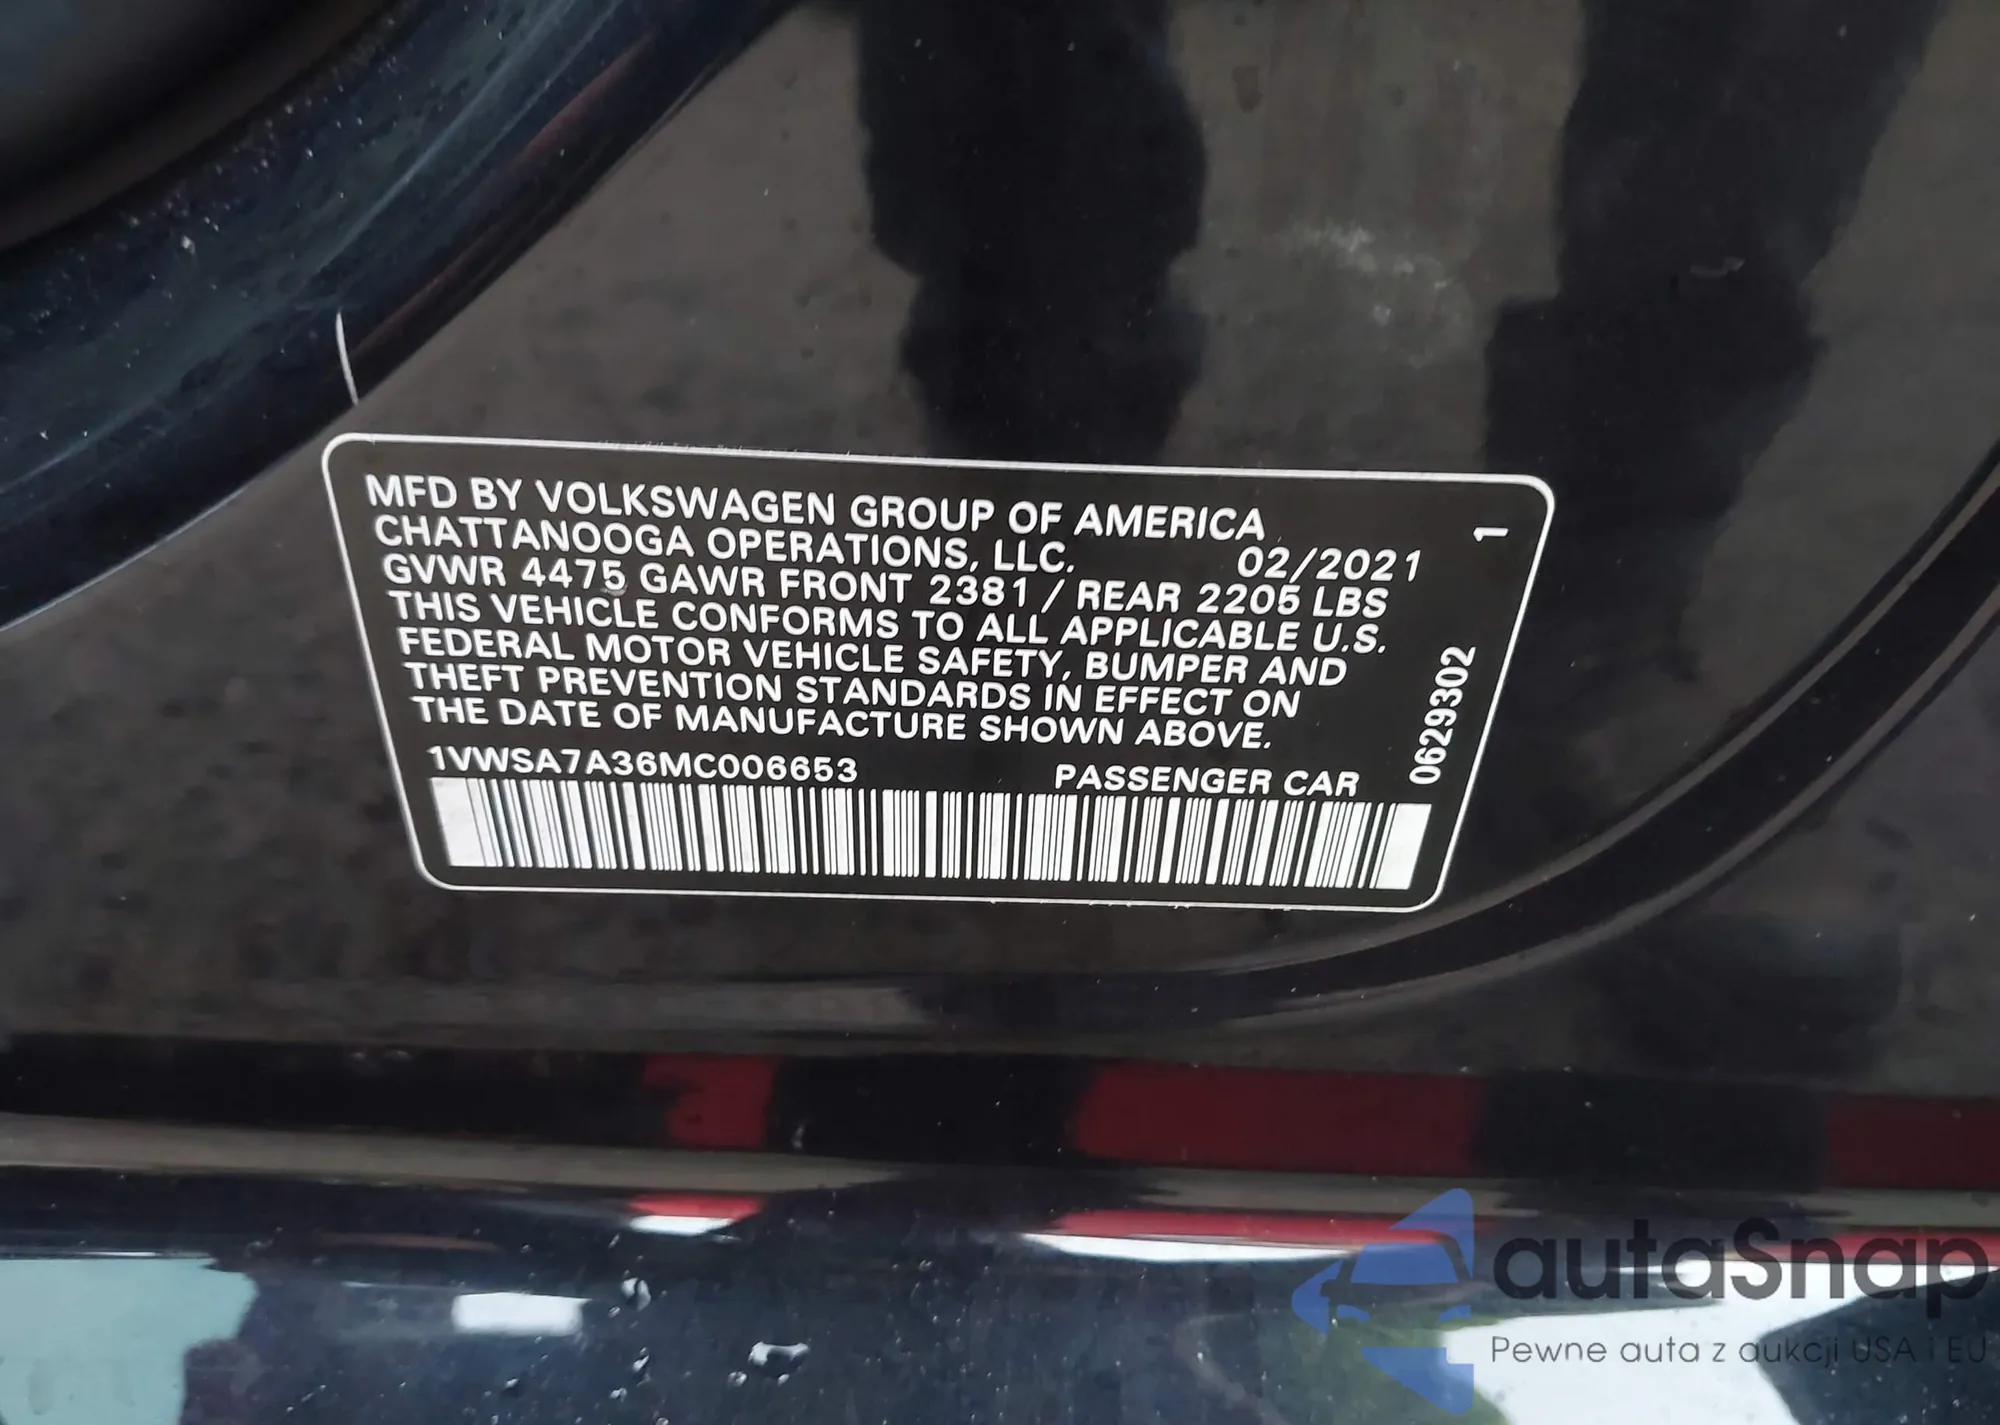 MFD BY VOLKSWAGEN GROUP OF AMERICA
CHATTANOOGA OPERATIONS, LLC. 02/2021
GVWR 4475 GAWR FRONT 2381 / REAR 2205 LBS
THIS VEHICLE CONFORMS TO ALL APPLICABLE U.S.
FEDERAL MOTOR VEHICLE SAFETY, BUMPER AND
THEFT PREVENTION STANDARDS IN EFFECT ON
THE DATE OF MANUFACTURE SHOWN ABOVE.
1VWSA7A36MC006653 PASSENGER CAR
0629302
1
autaSnap
Pewne auta z aukcji USA i EU